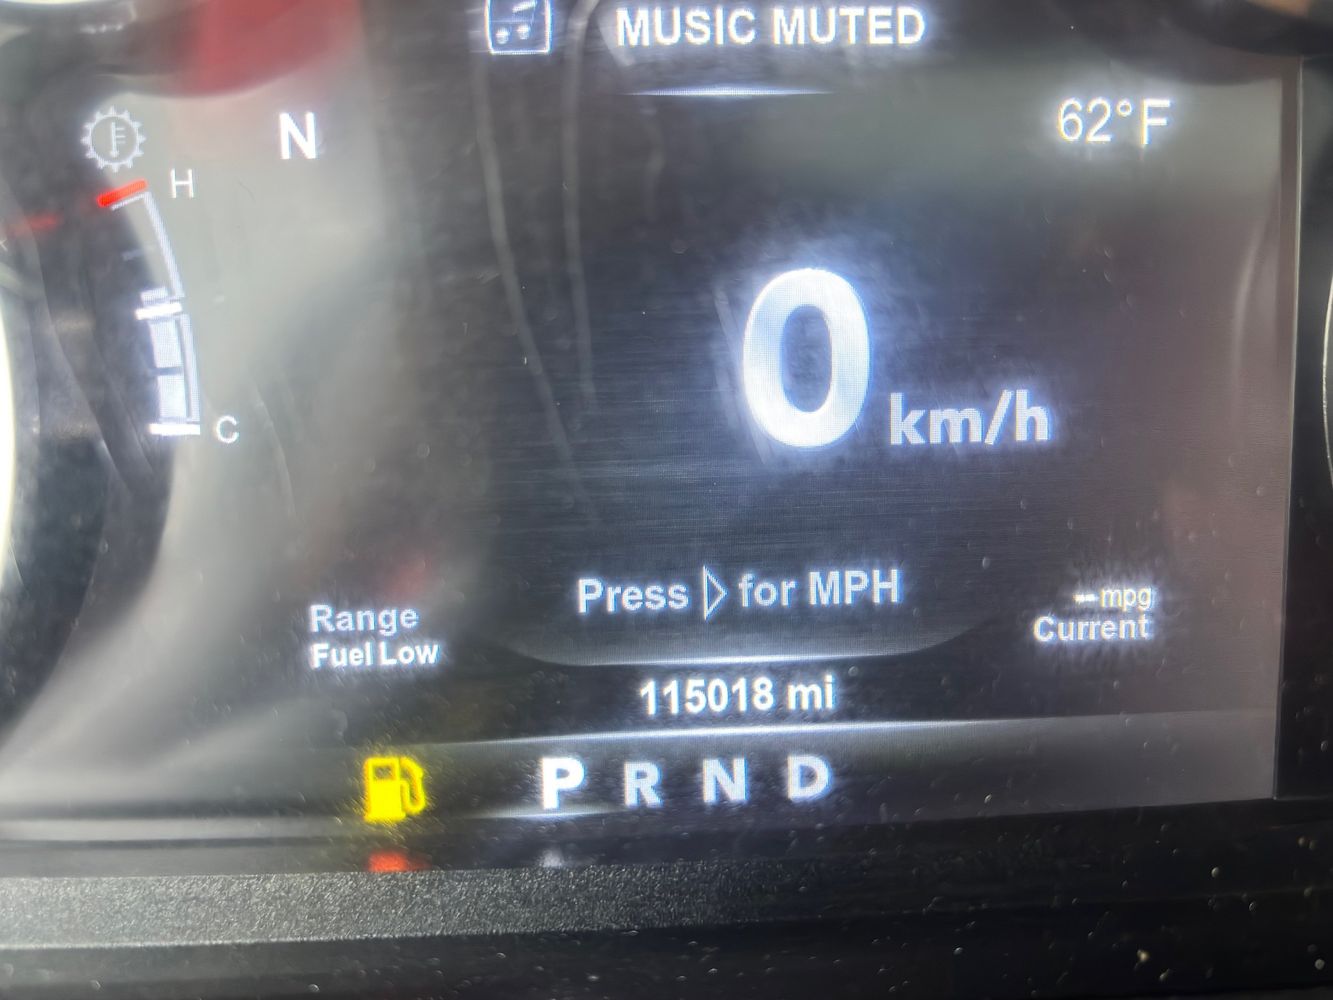 MUSIC MUTED
N
62°F
H
0 km/h
C
Press ▷ for MPH
Range
Fuel Low
-- mpg
Current
115018 mi
P R N D